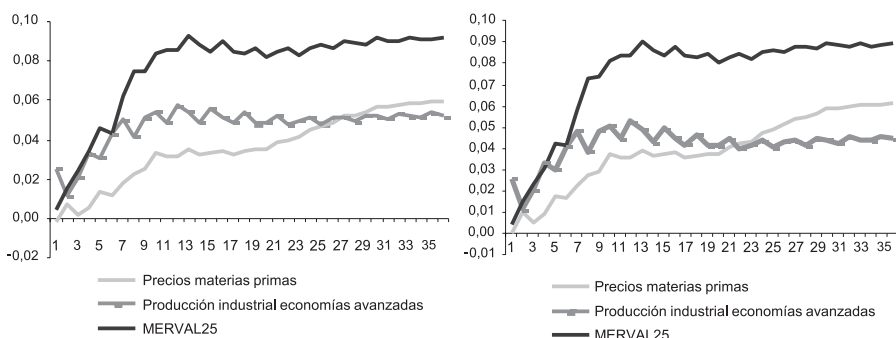 0,10
0,08
0,06
0,04
0,02
0,00
-0,02
1 3 5 7 9 11 13 15 17 19 21 23 25 27 29 31 33 35
Precios materias primas
Producción industrial economías avanzadas
MERVAL25
0,10
0,09
0,08
0,07
0,06
0,05
0,04
0,03
0,02
0,01
0,00
-0,01
1 3 5 7 9 11 13 15 17 19 21 23 25 27 29 31 33 35
Precios materias primas
Producción industrial economías avanzadas
MERVAL25